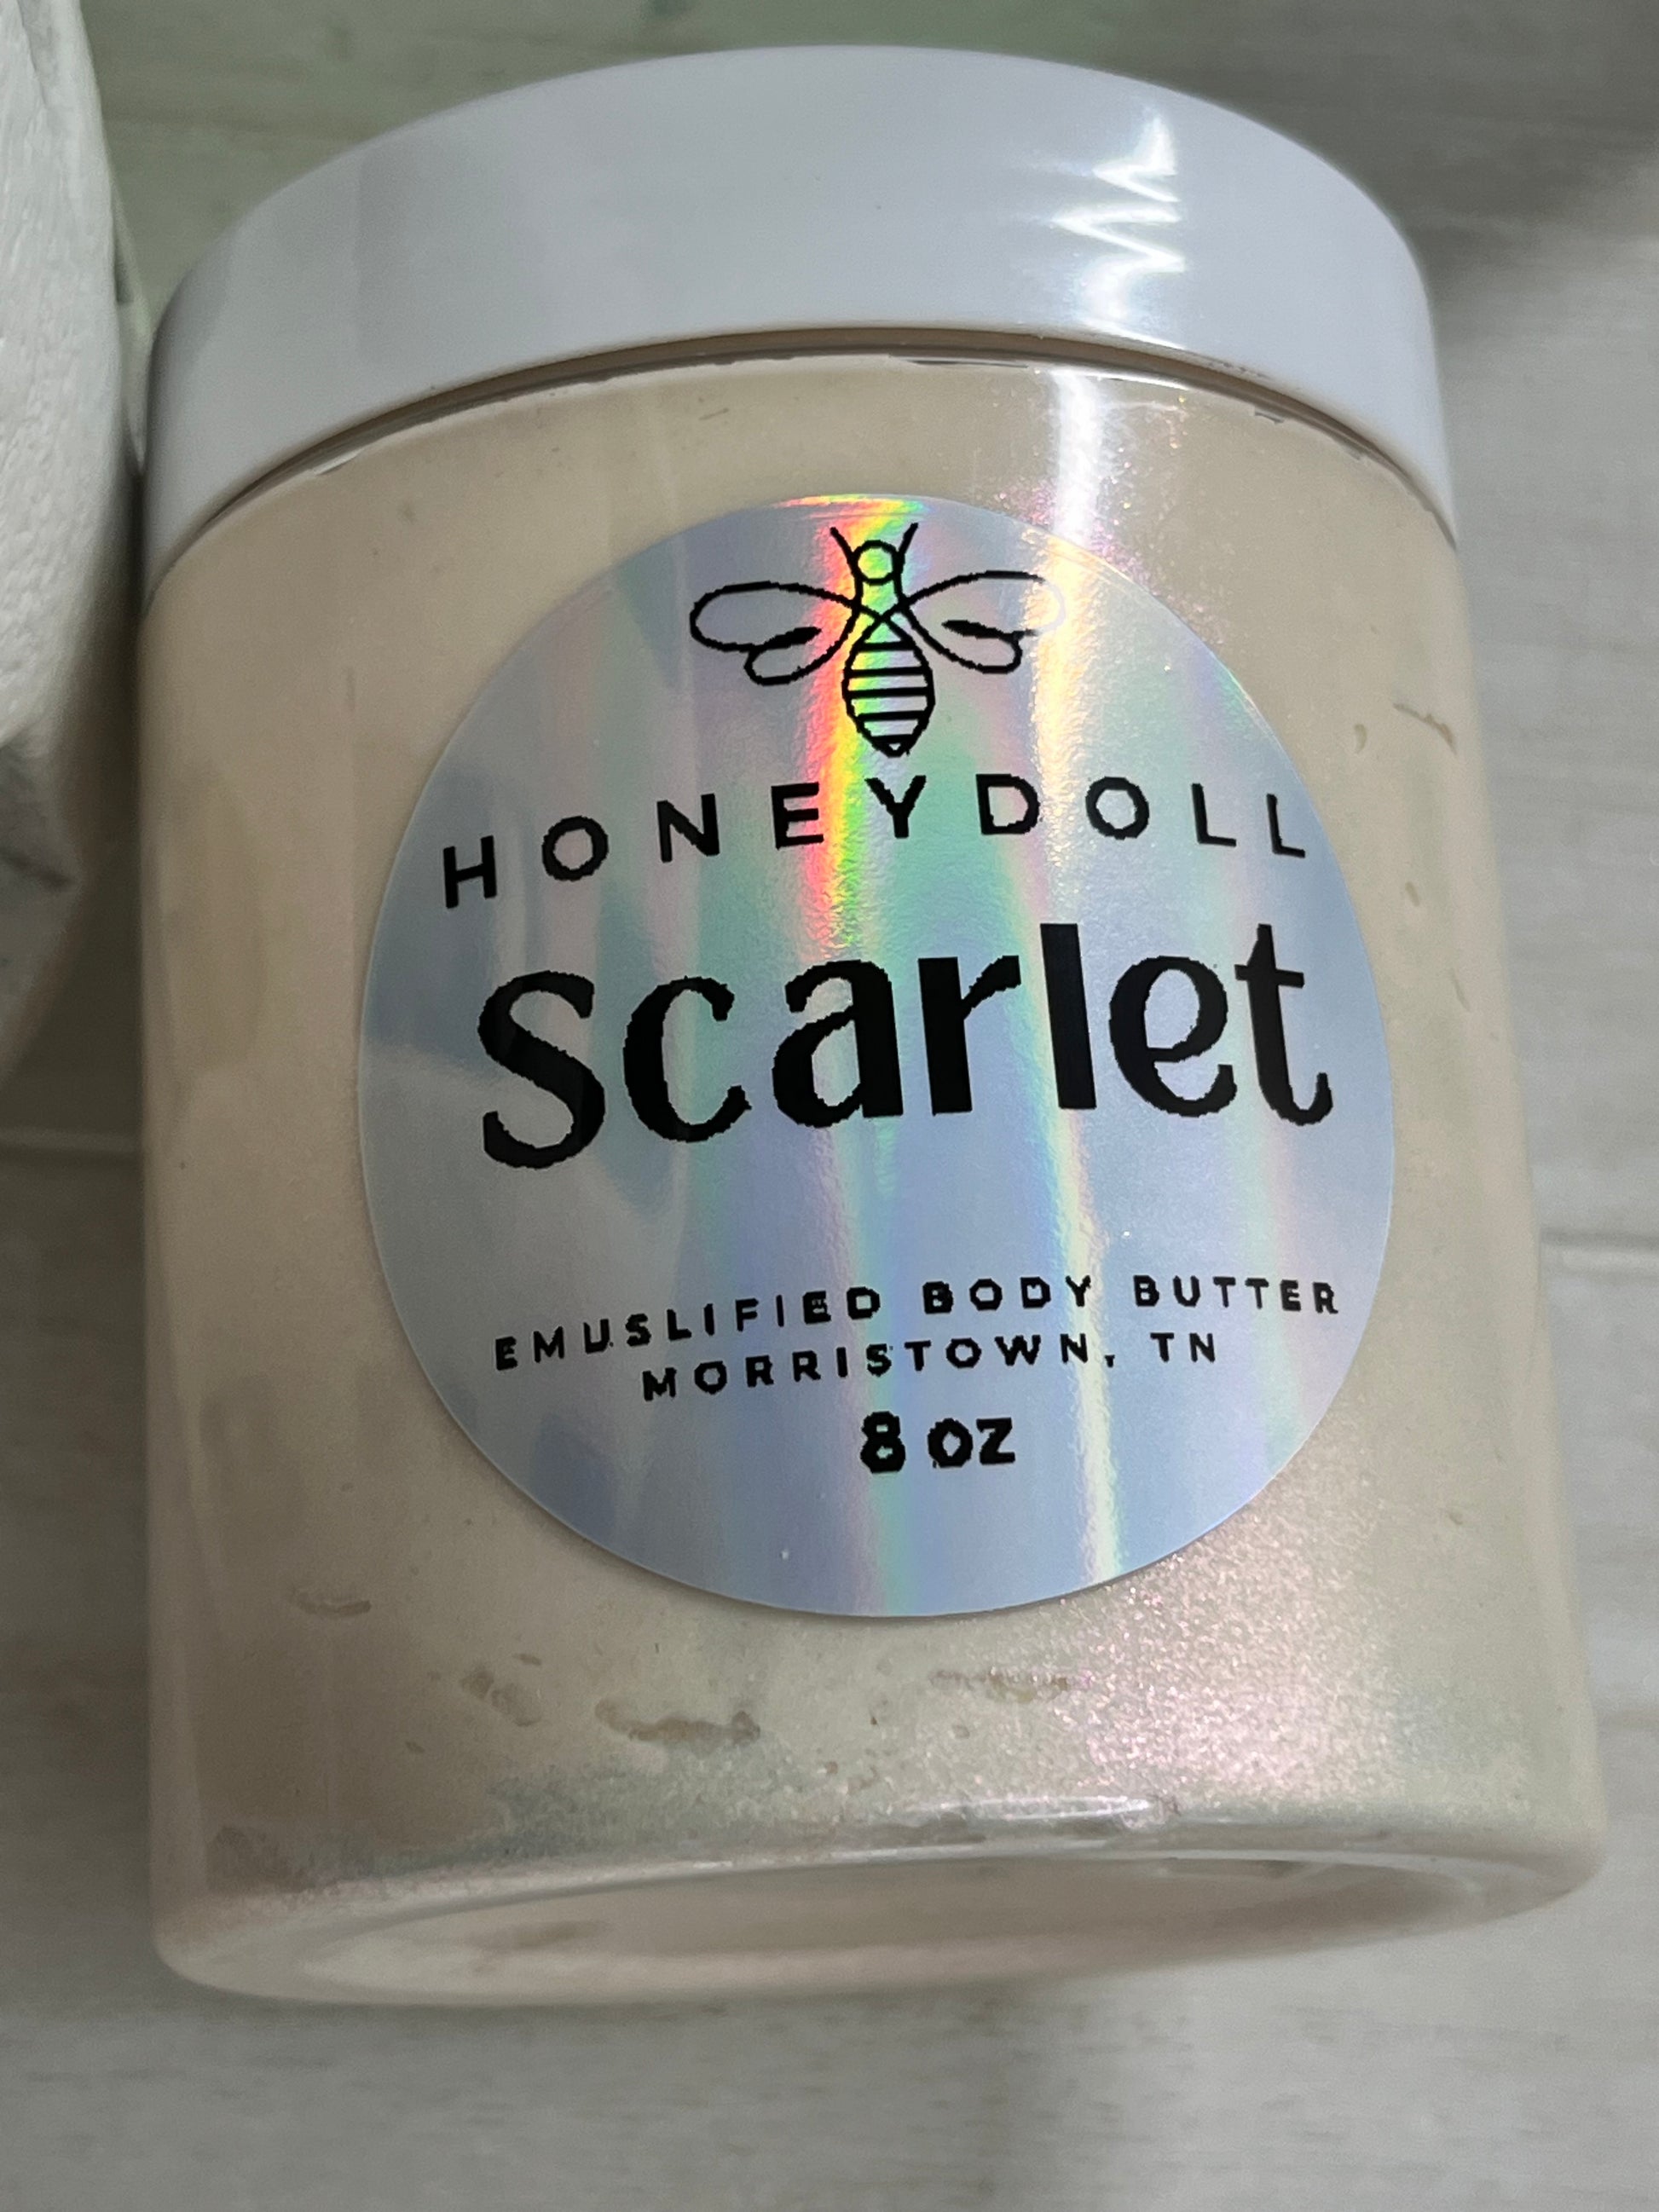 HONEYDOLL
Scarlet
EMUSLIFIED BODY BUTTER
MORRISTOWN, TN
8 OZ